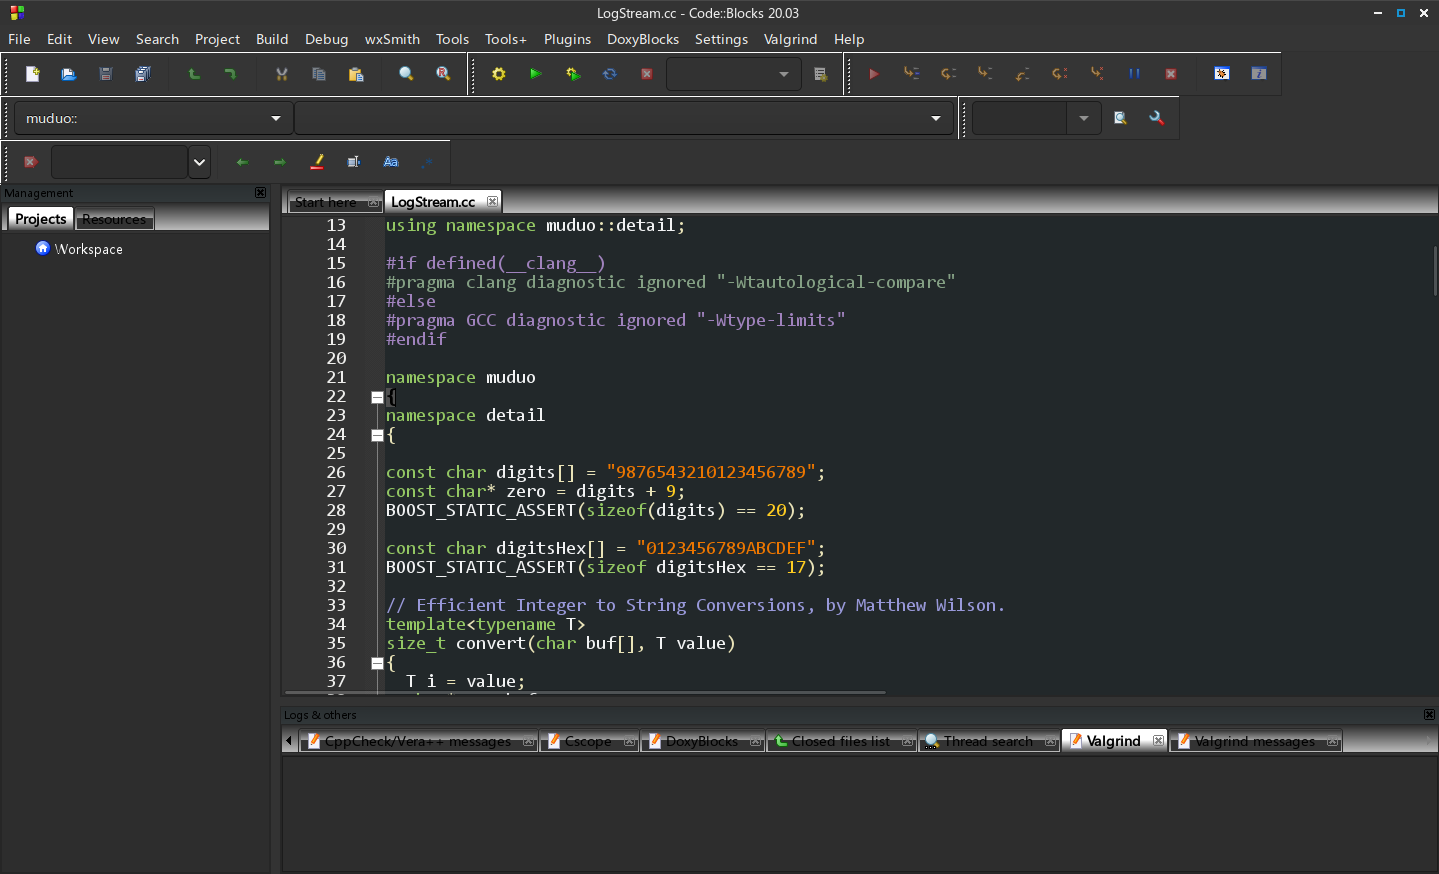 LogStream.cc - Code::Blocks 20.03
File Edit View Search Project Build Debug wxSmith Tools Tools+ Plugins DoxyBlocks Settings Valgrind Help
muduo::
Management
Projects Resources
Workspace
Start here LogStream.cc
13 using namespace muduo::detail;
14
15 #if defined(__clang__)
16 #pragma clang diagnostic ignored "-Wtautological-compare"
17 #else
18 #pragma GCC diagnostic ignored "-Wtype-limits"
19 #endif
20
21 namespace muduo
22 {
23 namespace detail
24 {
25
26 const char digits[] = "9876543210123456789";
27 const char* zero = digits + 9;
28 BOOST_STATIC_ASSERT(sizeof(digits) == 20);
29
30 const char digitsHex[] = "0123456789ABCDEF";
31 BOOST_STATIC_ASSERT(sizeof digitsHex == 17);
32
33 // Efficient Integer to String Conversions, by Matthew Wilson.
34 template<typename T>
35 size_t convert(char buf[], T value)
36 {
37 T i = value;
Logs & others
CppCheck/Vera++ messages Cscope DoxyBlocks Closed files list Thread search Valgrind Valgrind messages